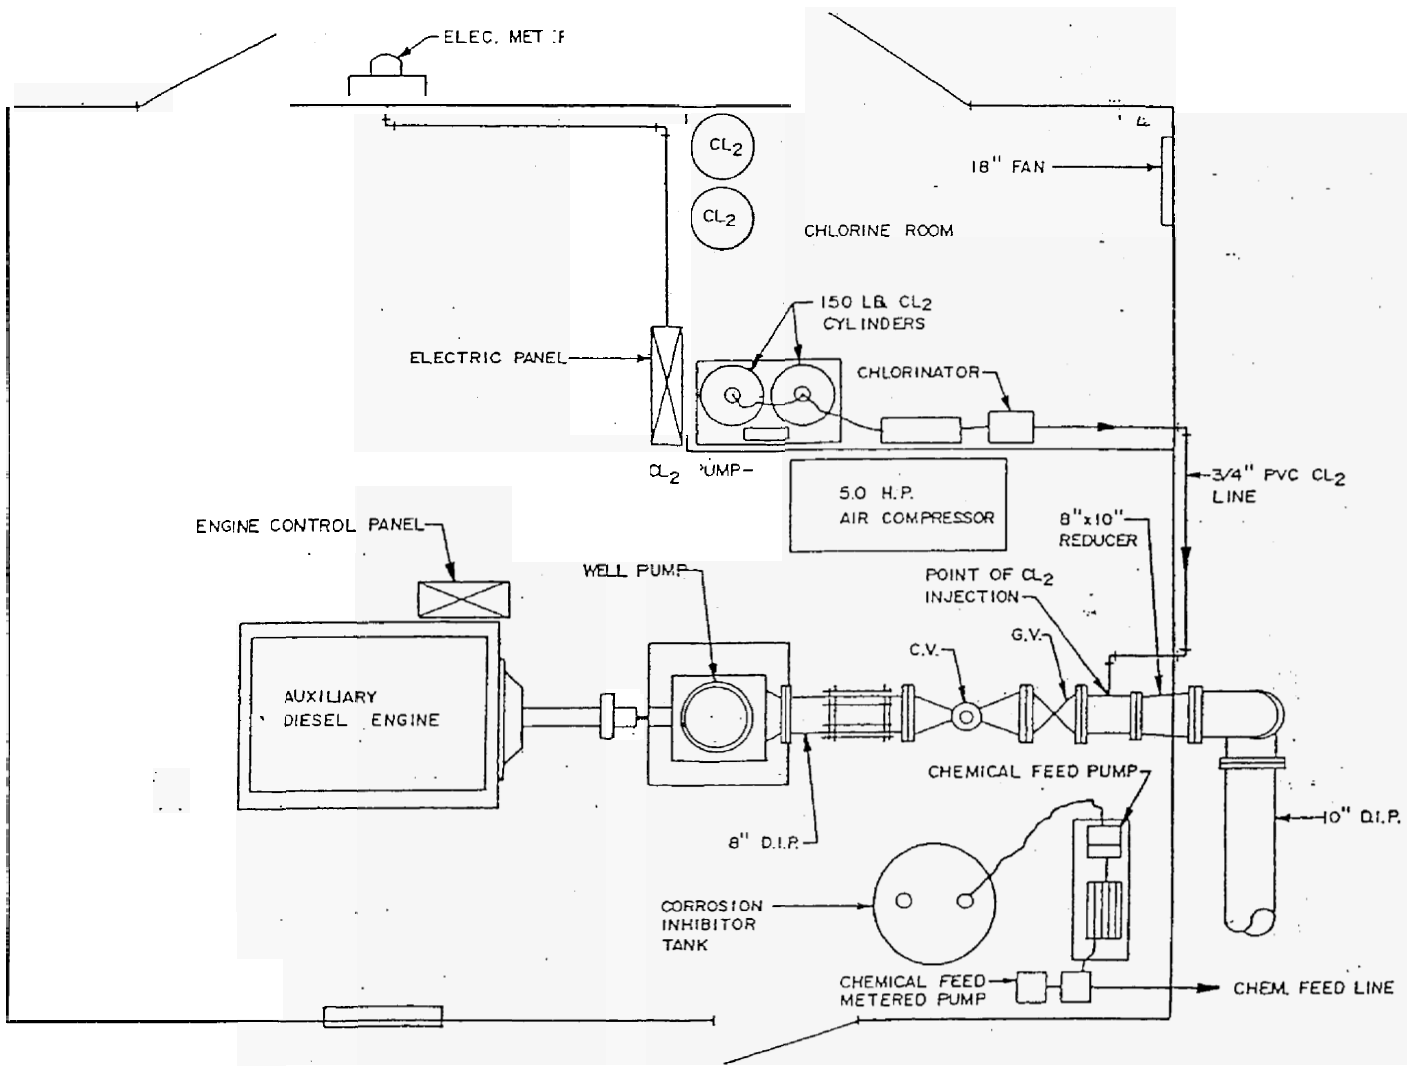 ELEC. MET
CL2
CL2
18" FAN
CHLORINE ROOM
150 LB. CL2
CYLINDERS
ELECTRIC PANEL
CHLORINATOR
CL2 PUMP
3/4" PVC CL2
LINE
5.0 H.P.
AIR COMPRESSOR
8"x10"
REDUCER
ENGINE CONTROL PANEL
WELL PUMP
POINT OF CL2
INJECTION
G.V.
C.V.
AUXILIARY
DIESEL ENGINE
CHEMICAL FEED PUMP
10" D.I.P.
8" D.I.P.
CORROSION
INHIBITOR
TANK
CHEMICAL FEED
METERED PUMP
CHEM. FEED LINE